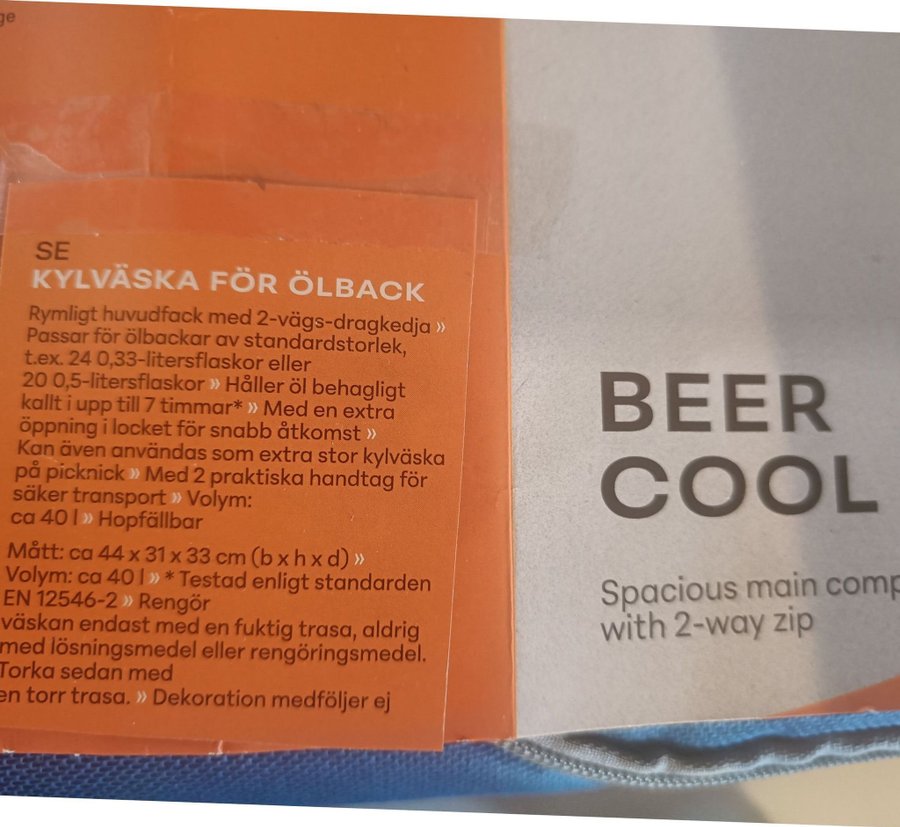 ge
SE
KYLVÄSKA FÖR ÖLBACK
Rymligt huvudfack med 2-vägs-dragkedja »
Passar för ölbackar av standardstorlek,
t.ex. 24 0,33-litersflaskor eller
20 0,5-litersflaskor » Håller öl behagligt
kallt i upp till 7 timmar* » Med en extra
öppning i locket för snabb åtkomst »
Kan även användas som extra stor kylväska
på picknick » Med 2 praktiska handtag för
säker transport » Volym:
ca 40 l » Hopfällbar
Mått: ca 44 x 31 x 33 cm (b x h x d) »
Volym: ca 40 l » * Testad enligt standarden
EN 12546-2 » Rengör
väskan endast med en fuktig trasa, aldrig
med lösningsmedel eller rengöringsmedel.
Torka sedan med
en torr trasa. » Dekoration medföljer ej
BEER
COOL
Spacious main comp
with 2-way zip